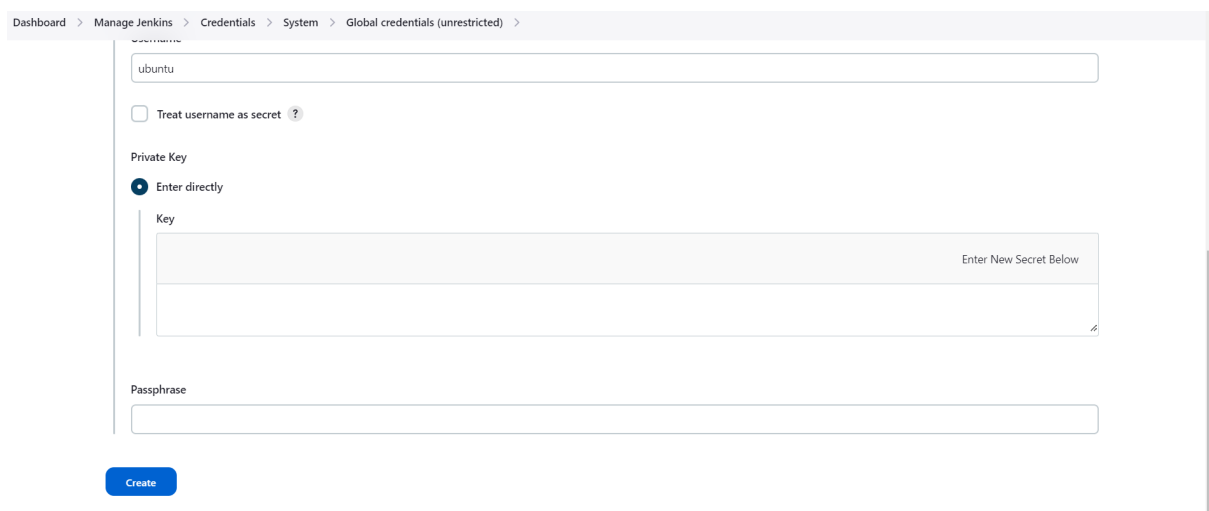 Dashboard > Manage Jenkins > Credentials > System > Global credentials (unrestricted) >
Username
ubuntu
Treat username as secret ?
Private Key
Enter directly
Key
Enter New Secret Below
Passphrase
Create